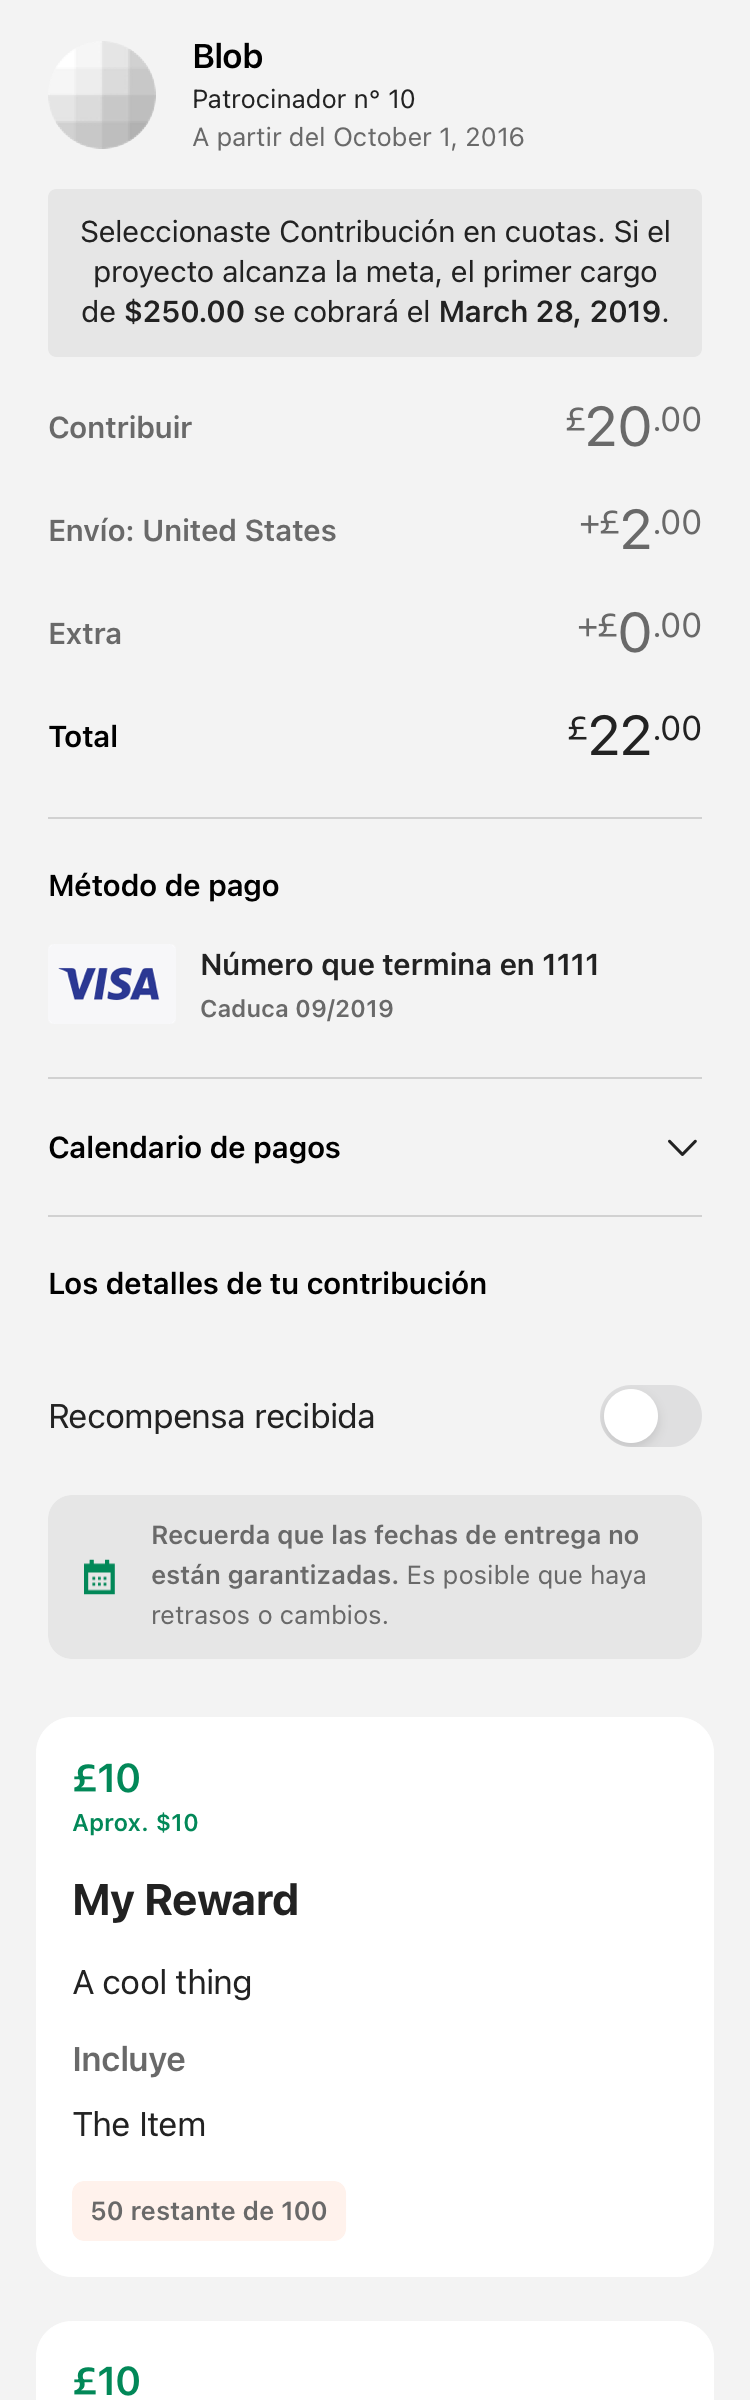 Blob
Patrocinador n° 10
A partir del October 1, 2016
Seleccionaste Contribución en cuotas. Si el
proyecto alcanza la meta, el primer cargo
de $250.00 se cobrará el March 28, 2019.
Contribuir £20.00
Envío: United States +£2.00
Extra +£0.00
Total £22.00
Método de pago
VISA
Número que termina en 1111
Caduca 09/2019
Calendario de pagos
Los detalles de tu contribución
Recompensa recibida
Recuerda que las fechas de entrega no
están garantizadas. Es posible que haya
retrasos o cambios.
£10
Aprox. $10
My Reward
A cool thing
Incluye
The Item
50 restante de 100
£10